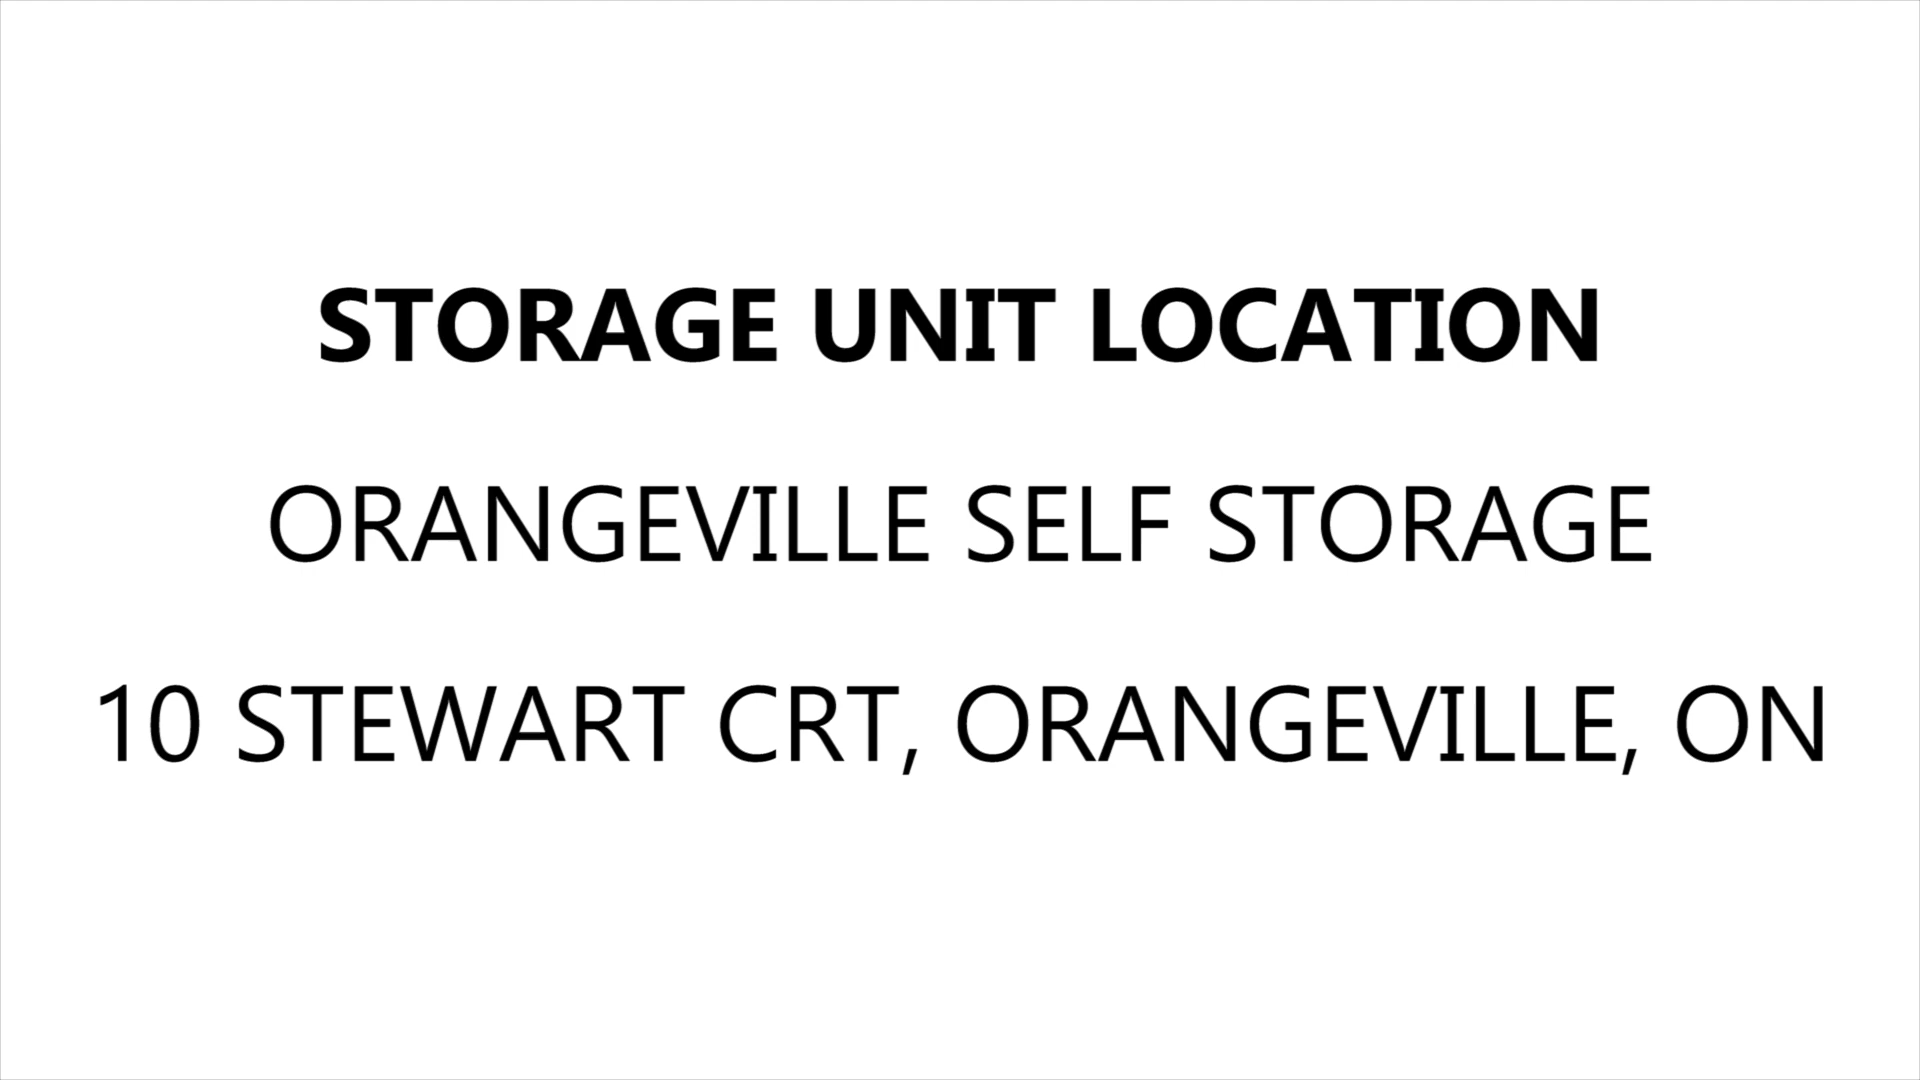 STORAGE UNIT LOCATION
ORANGEVILLE SELF STORAGE
10 STEWART CRT, ORANGEVILLE, ON